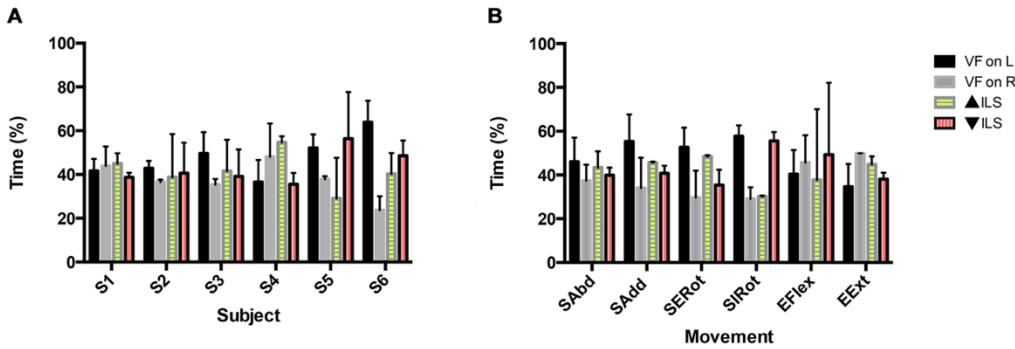 A
B
100
80
60
40
20
0
Time (%)
S1 S2 S3 S4 S5 S6
Subject
100
80
60
40
20
0
Time (%)
SAbd SAdd SERot SIRot EFlex EExt
Movement
VF on L
VF on R
▲ILS
▼ILS